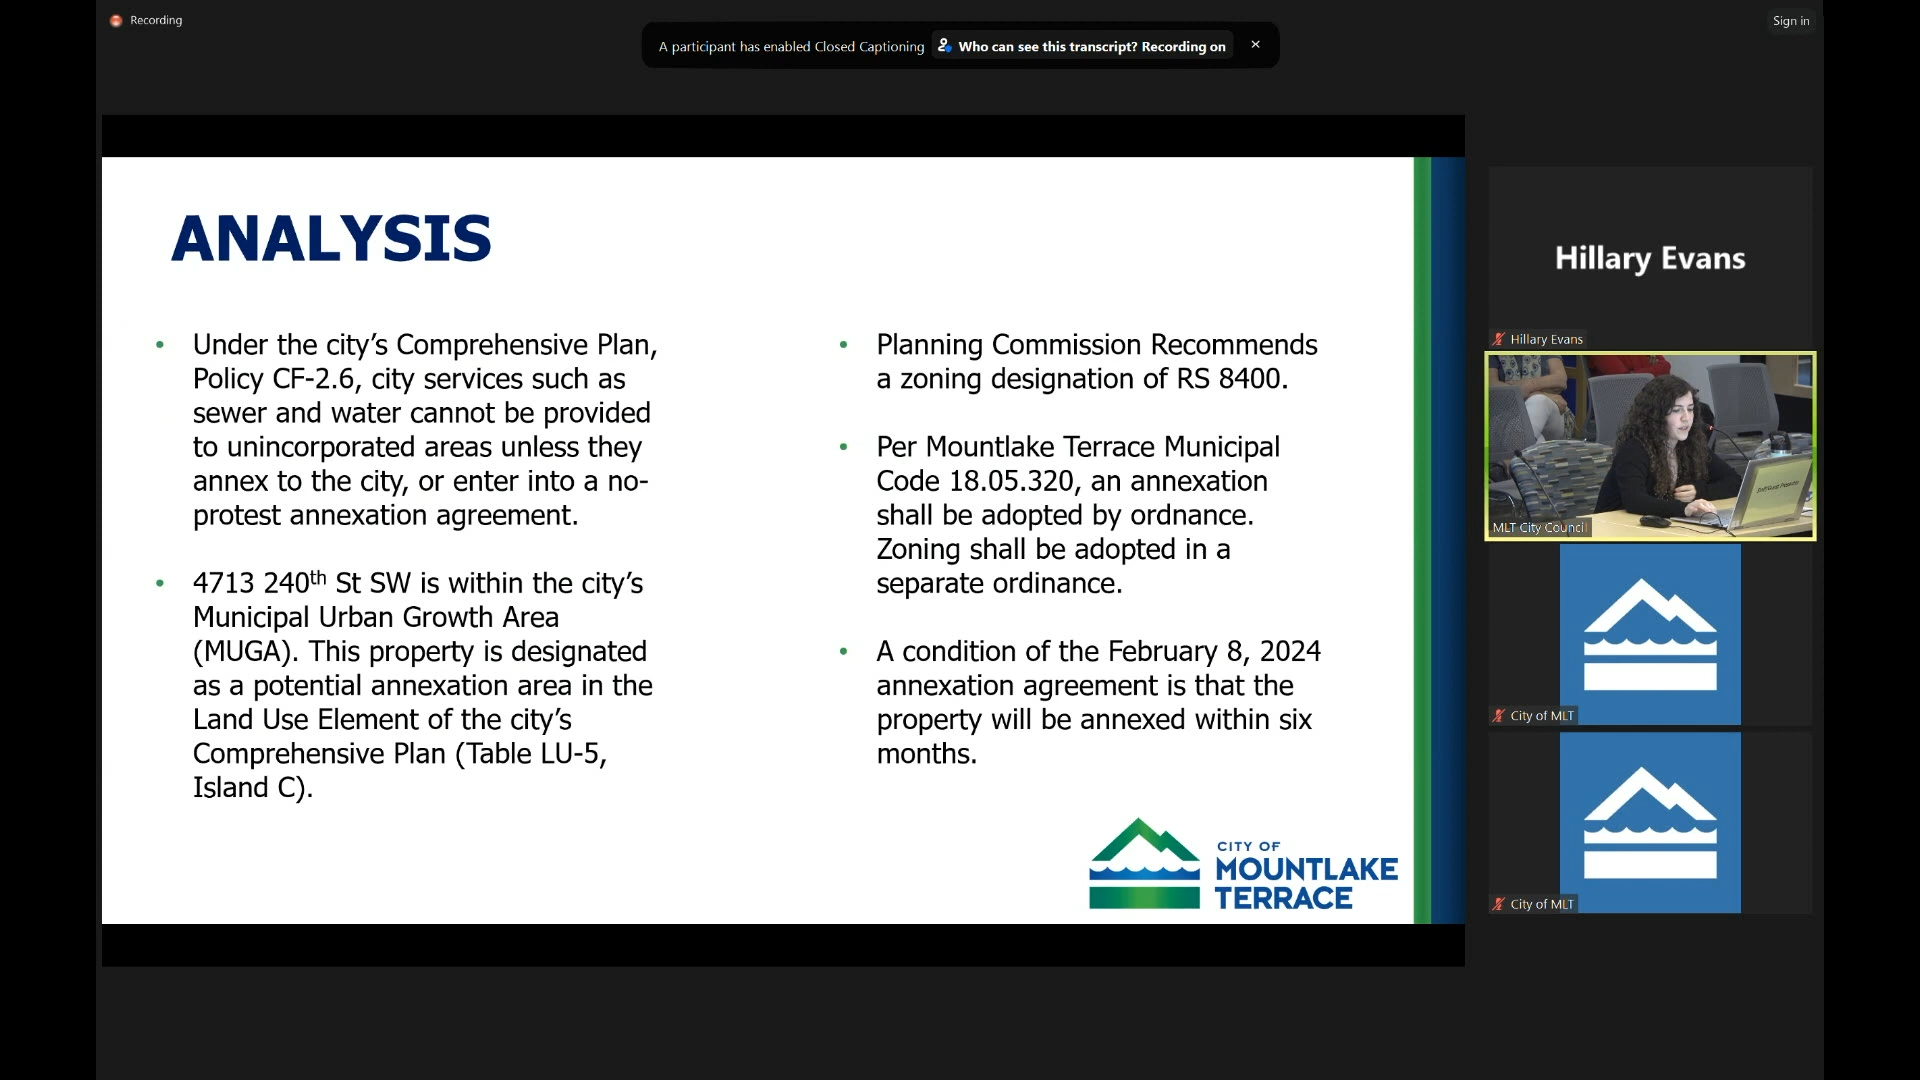 Recording
Sign in
A participant has enabled Closed Captioning
Who can see this transcript? Recording on
ANALYSIS
• Under the city’s Comprehensive Plan,
Policy CF-2.6, city services such as
sewer and water cannot be provided
to unincorporated areas unless they
annex to the city, or enter into a no-
protest annexation agreement.
• 4713 240th St SW is within the city’s
Municipal Urban Growth Area
(MUGA). This property is designated
as a potential annexation area in the
Land Use Element of the city’s
Comprehensive Plan (Table LU-5,
Island C).
• Planning Commission Recommends
a zoning designation of RS 8400.
• Per Mountlake Terrace Municipal
Code 18.05.320, an annexation
shall be adopted by ordnance.
Zoning shall be adopted in a
separate ordinance.
• A condition of the February 8, 2024
annexation agreement is that the
property will be annexed within six
months.
CITY OF
MOUNTLAKE
TERRACE
Hillary Evans
Hillary Evans
MLT City Council
City of MLT
City of MLT